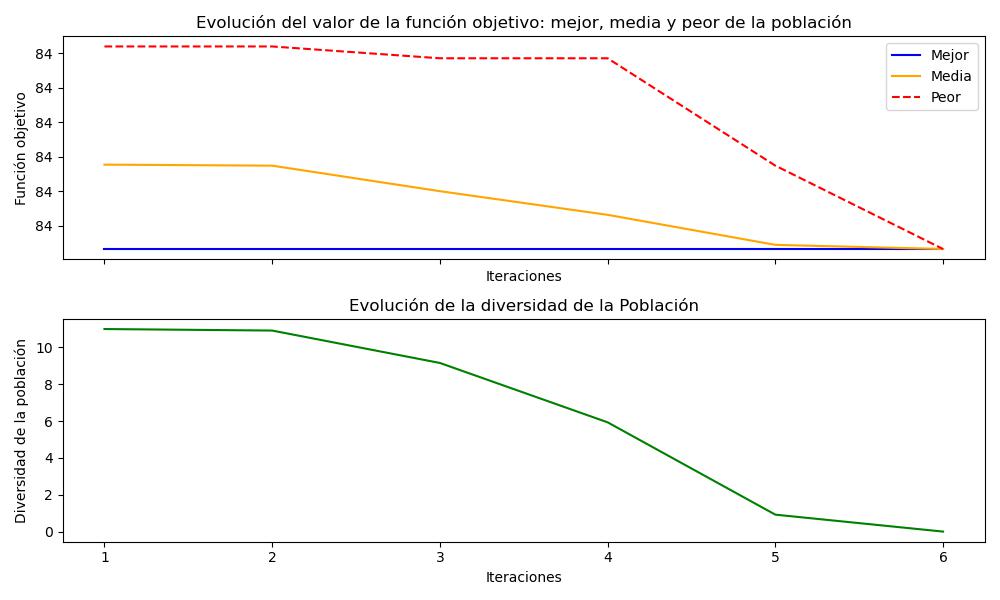 Evolución del valor de la función objetivo: mejor, media y peor de la población
Función objetivo
84
84
84
84
84
84
Mejor
Media
Peor
Iteraciones
Evolución de la diversidad de la Población
Diversidad de la población
10
8
6
4
2
0
1 2 3 4 5 6
Iteraciones